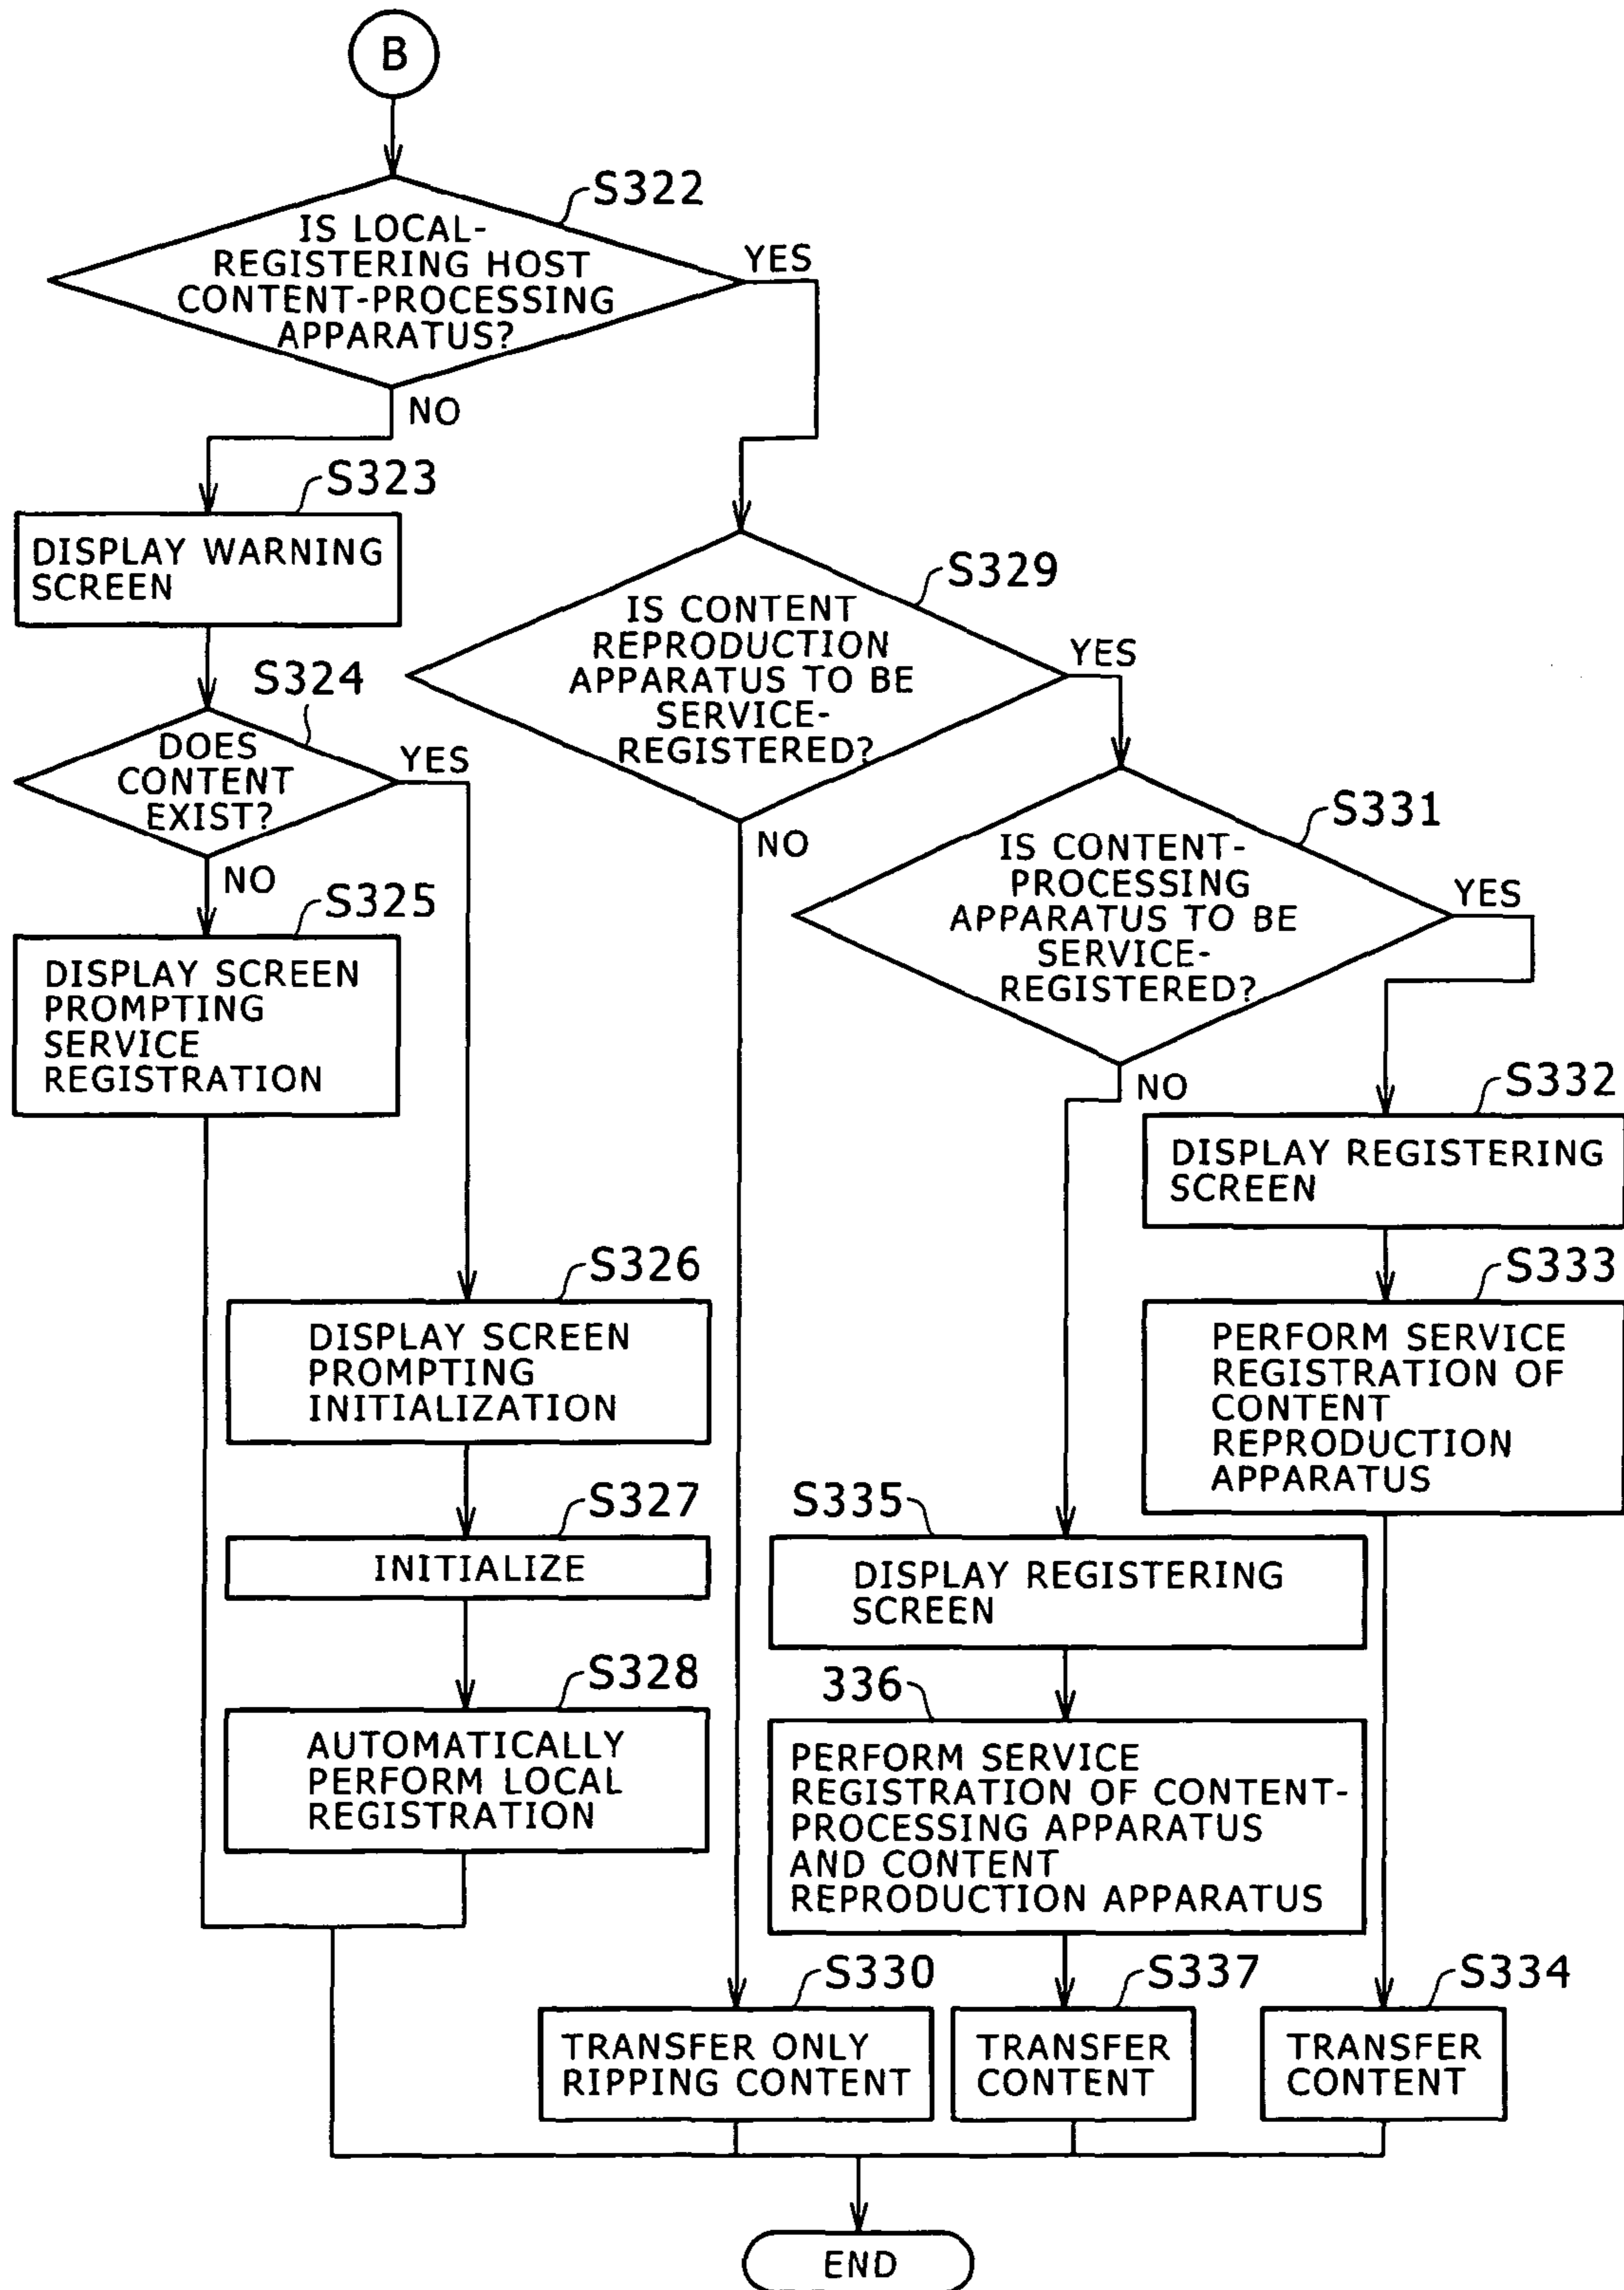 B
S322
IS LOCAL-
REGISTERING HOST
CONTENT-PROCESSING
APPARATUS?
YES
NO
S323
DISPLAY WARNING
SCREEN
S324
DOES
CONTENT
EXIST?
YES
NO
S325
DISPLAY SCREEN
PROMPTING
SERVICE
REGISTRATION
S326
DISPLAY SCREEN
PROMPTING
INITIALIZATION
S327
INITIALIZE
S328
AUTOMATICALLY
PERFORM LOCAL
REGISTRATION
S329
IS CONTENT
REPRODUCTION
APPARATUS TO BE
SERVICE-
REGISTERED?
YES
NO
S331
IS CONTENT-
PROCESSING
APPARATUS TO BE
SERVICE-
REGISTERED?
YES
NO
S332
DISPLAY REGISTERING
SCREEN
S333
PERFORM SERVICE
REGISTRATION OF
CONTENT
REPRODUCTION
APPARATUS
S335
DISPLAY REGISTERING
SCREEN
336
PERFORM SERVICE
REGISTRATION OF CONTENT-
PROCESSING APPARATUS
AND CONTENT
REPRODUCTION APPARATUS
S330
TRANSFER ONLY
RIPPING CONTENT
S337
TRANSFER
CONTENT
S334
TRANSFER
CONTENT
END